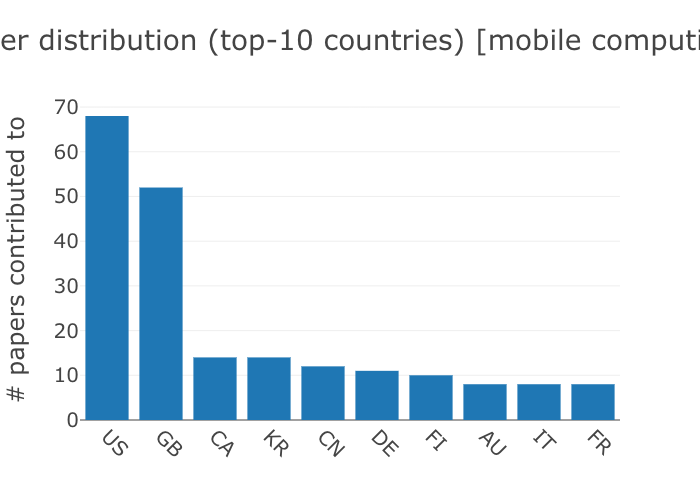 er distribution (top-10 countries) [mobile computi
# papers contributed to
70
60
50
40
30
20
10
0
US
GB
CA
KR
CN
DE
FI
AU
IT
FR